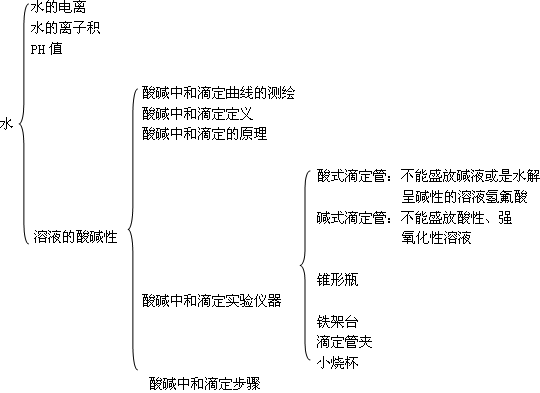 水的电离
水的离子积
PH 值
水
酸碱中和滴定曲线的测绘
酸碱中和滴定定义
酸碱中和滴定的原理
溶液的酸碱性
酸式滴定管：不能盛放碱液或是水解
呈碱性的溶液氢氟酸
碱式滴定管：不能盛放酸性、强
氧化性溶液
锥形瓶
酸碱中和滴定实验仪器
铁架台
滴定管夹
小烧杯
酸碱中和滴定步骤